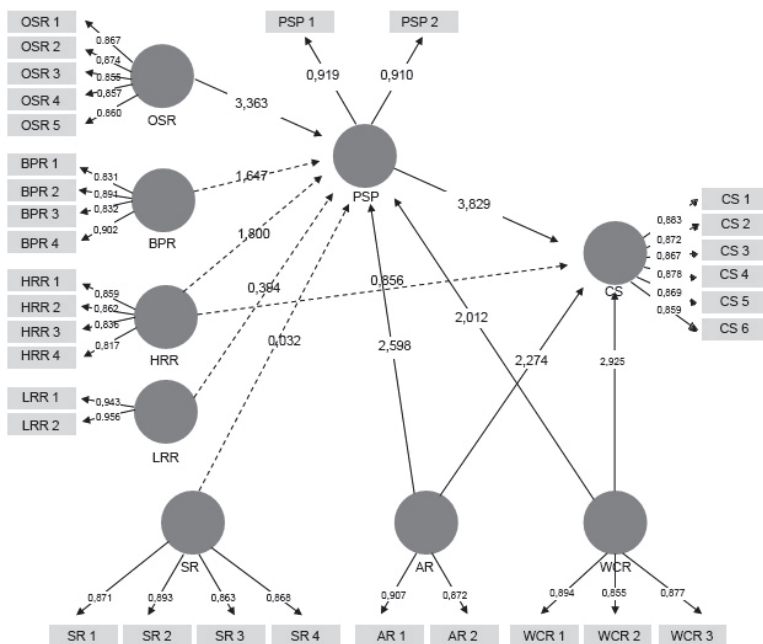 OSR 1
OSR 2
OSR 3
OSR 4
OSR 5
0.867
0.874
0.855
0.857
0.860
OSR
PSP 1
PSP 2
0,919
0,910
PSP
3,363
BPR 1
BPR 2
BPR 3
BPR 4
0.831
0.894
0.832
0.902
BPR
1,647
HRR 1
HRR 2
HRR 3
HRR 4
0.859
0.862
0.836
0.817
HRR
1,800
0,856
LRR 1
LRR 2
0.943
0.956
LRR
0,394
0,032
3,829
2,598
2,012
2,274
2,925
CS
0,883
0,872
0,867
0,878
0,869
0,859
CS 1
CS 2
CS 3
CS 4
CS 5
CS 6
SR
0,871
0,893
0,863
0,868
SR 1
SR 2
SR 3
SR 4
AR
0,907
0,872
AR 1
AR 2
WCR
0,894
0,855
0,877
WCR 1
WCR 2
WCR 3